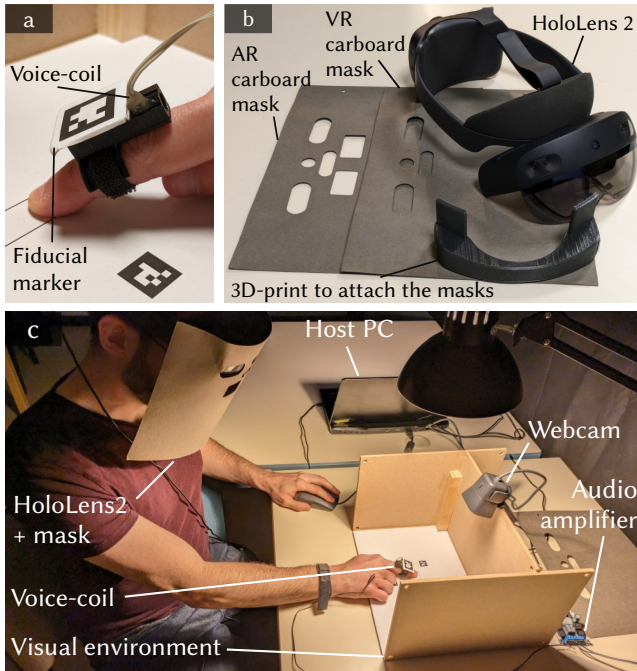 a
Voice-coil
Fiducial
marker
b
AR
carboard
mask
VR
carboard
mask
HoloLens 2
3D-print to attach the masks
c
Host PC
Webcam
Audio
amplifier
HoloLens2
+ mask
Voice-coil
Visual environment